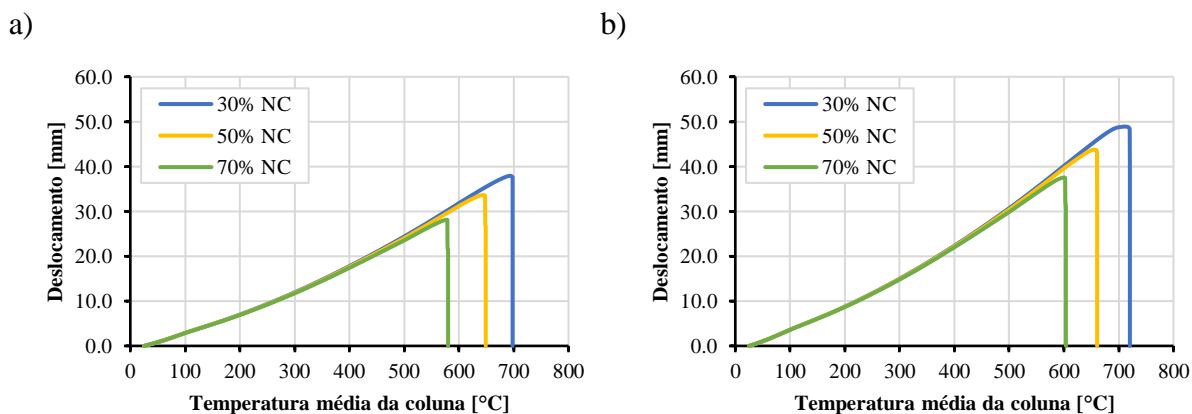 a)
60.0
50.0
40.0
30.0
20.0
10.0
0.0
Deslocamento [mm]
30% NC
50% NC
70% NC
0 100 200 300 400 500 600 700 800
Temperatura média da coluna [°C]
b)
60.0
50.0
40.0
30.0
20.0
10.0
0.0
Deslocamento [mm]
30% NC
50% NC
70% NC
0 100 200 300 400 500 600 700 800
Temperatura média da coluna [°C]